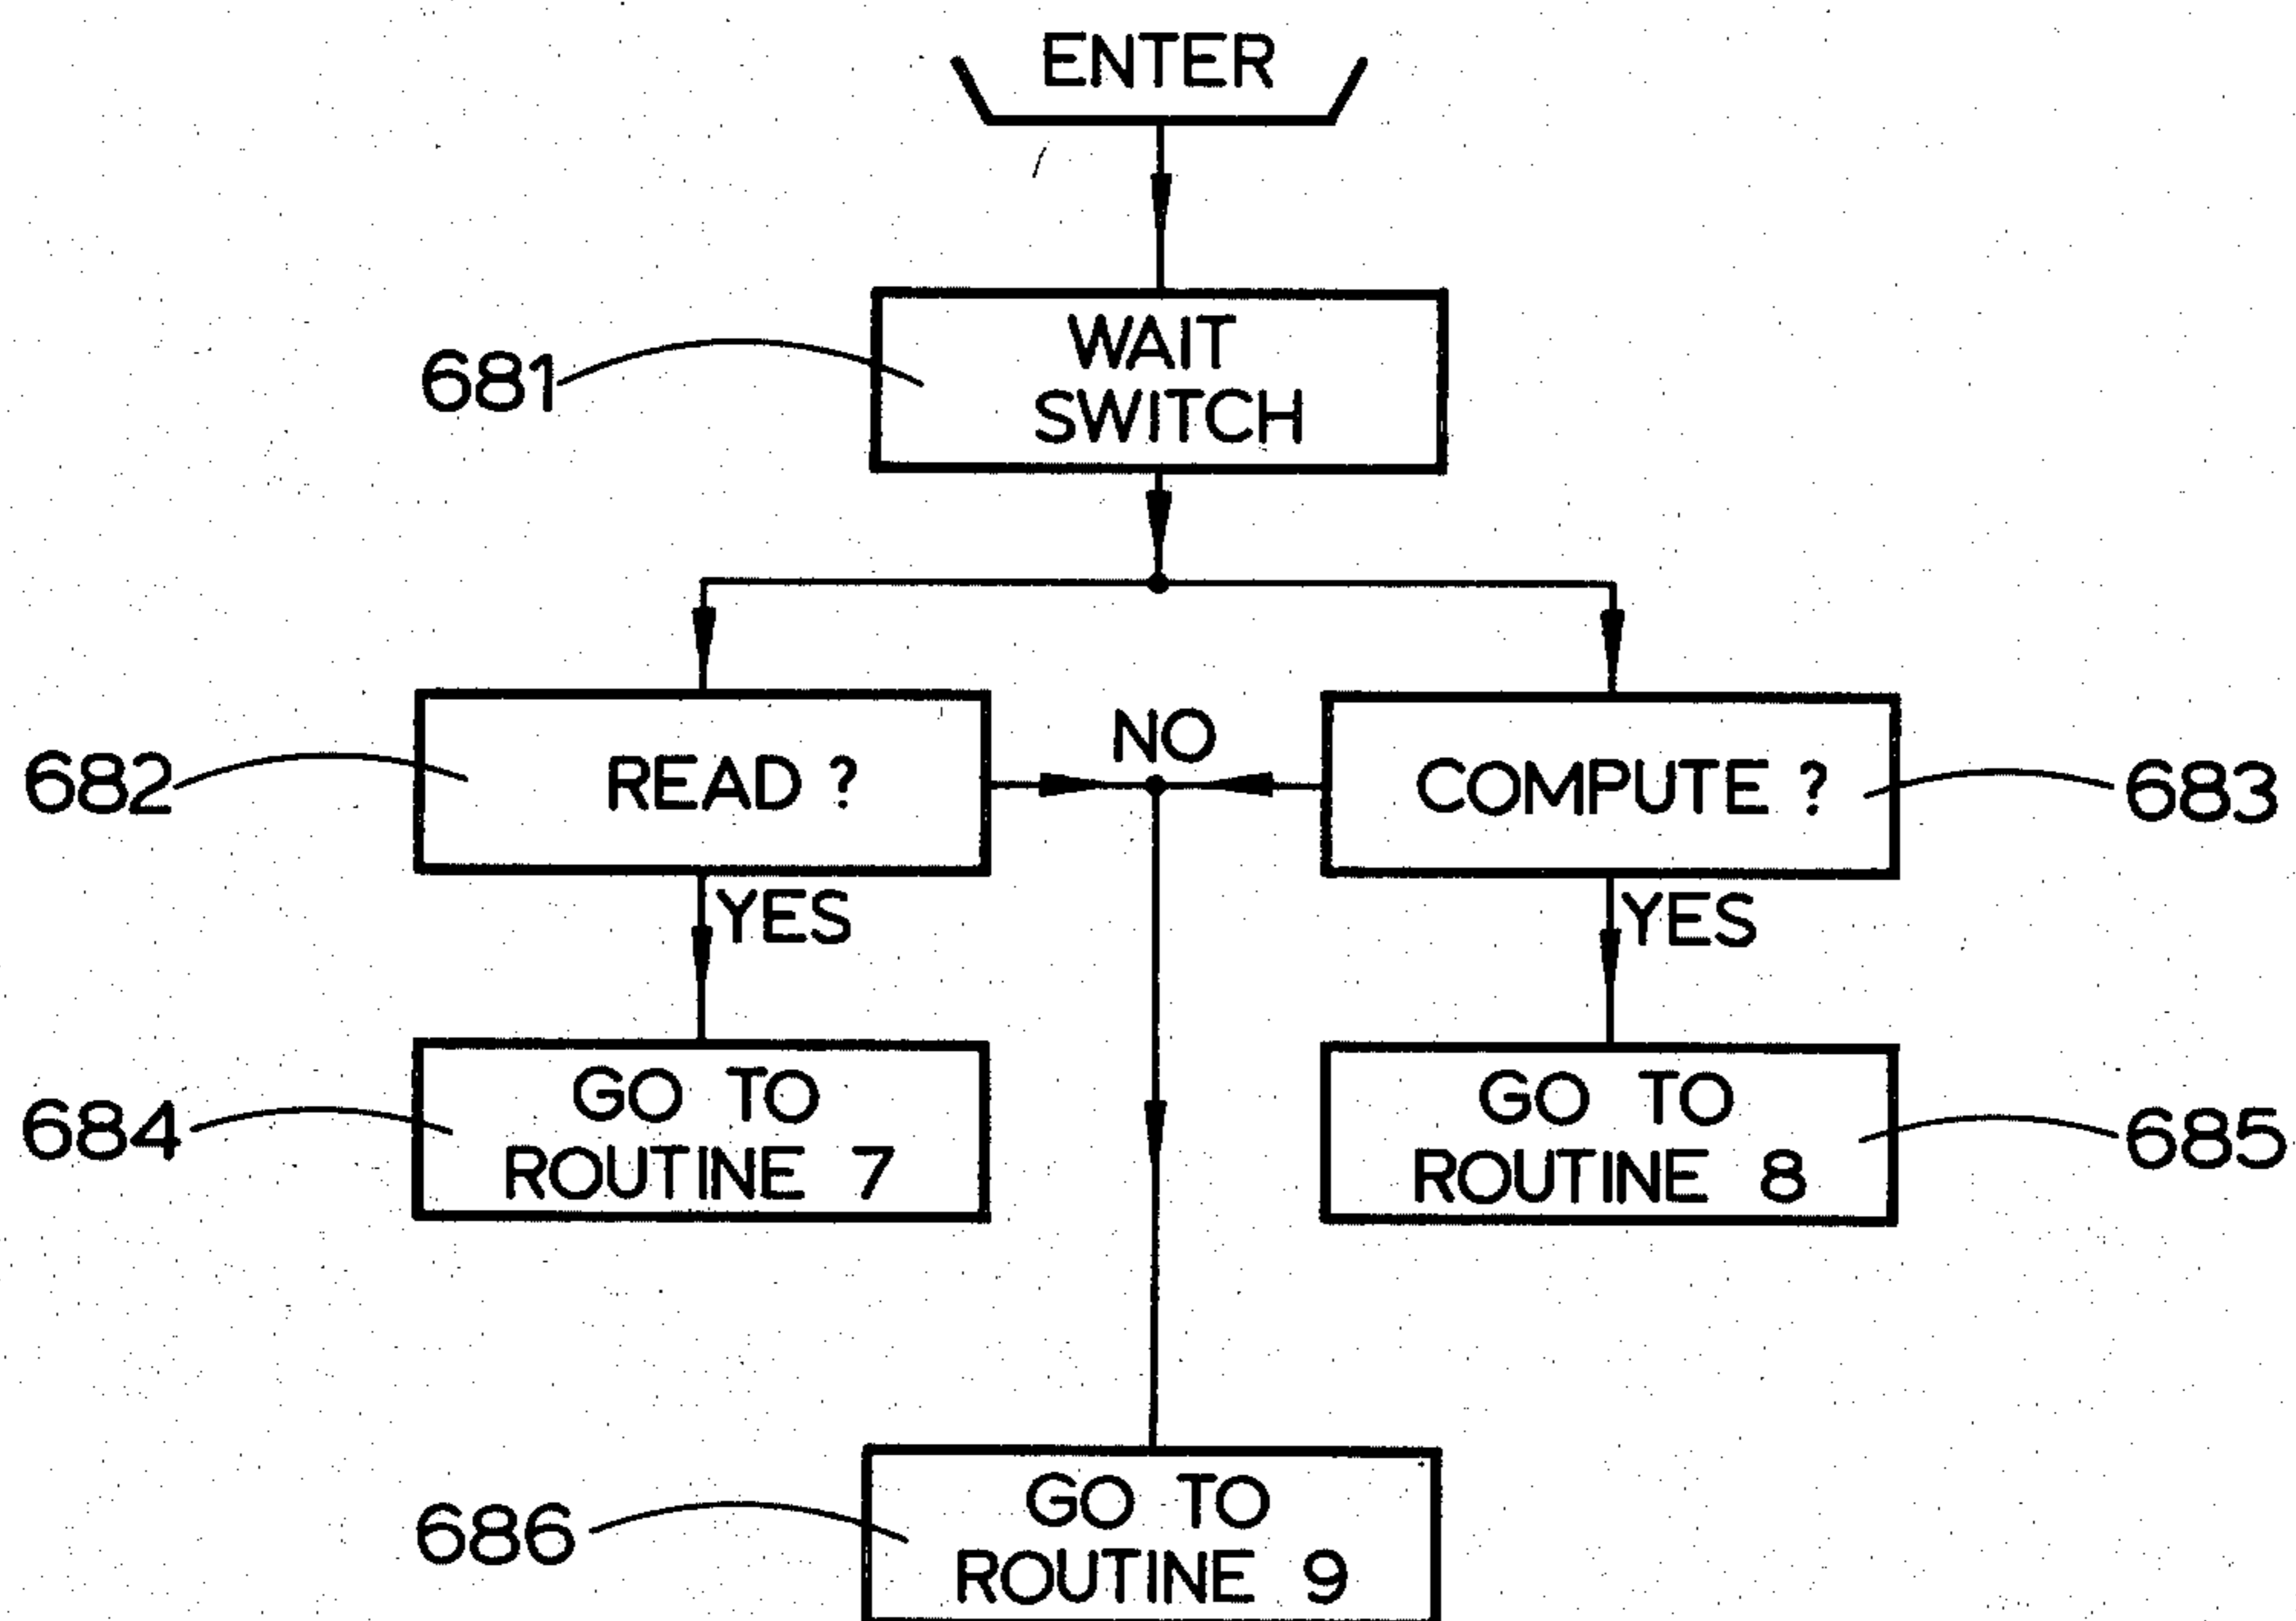 ENTER
WAIT
681
SWITCH
NO
682
READ ?
COMPUTE ?
683
YES
YES
GO TO
GO TO
684
685
ROUTINE 7
ROUTINE 8
GO TO
686
ROUTINE 9